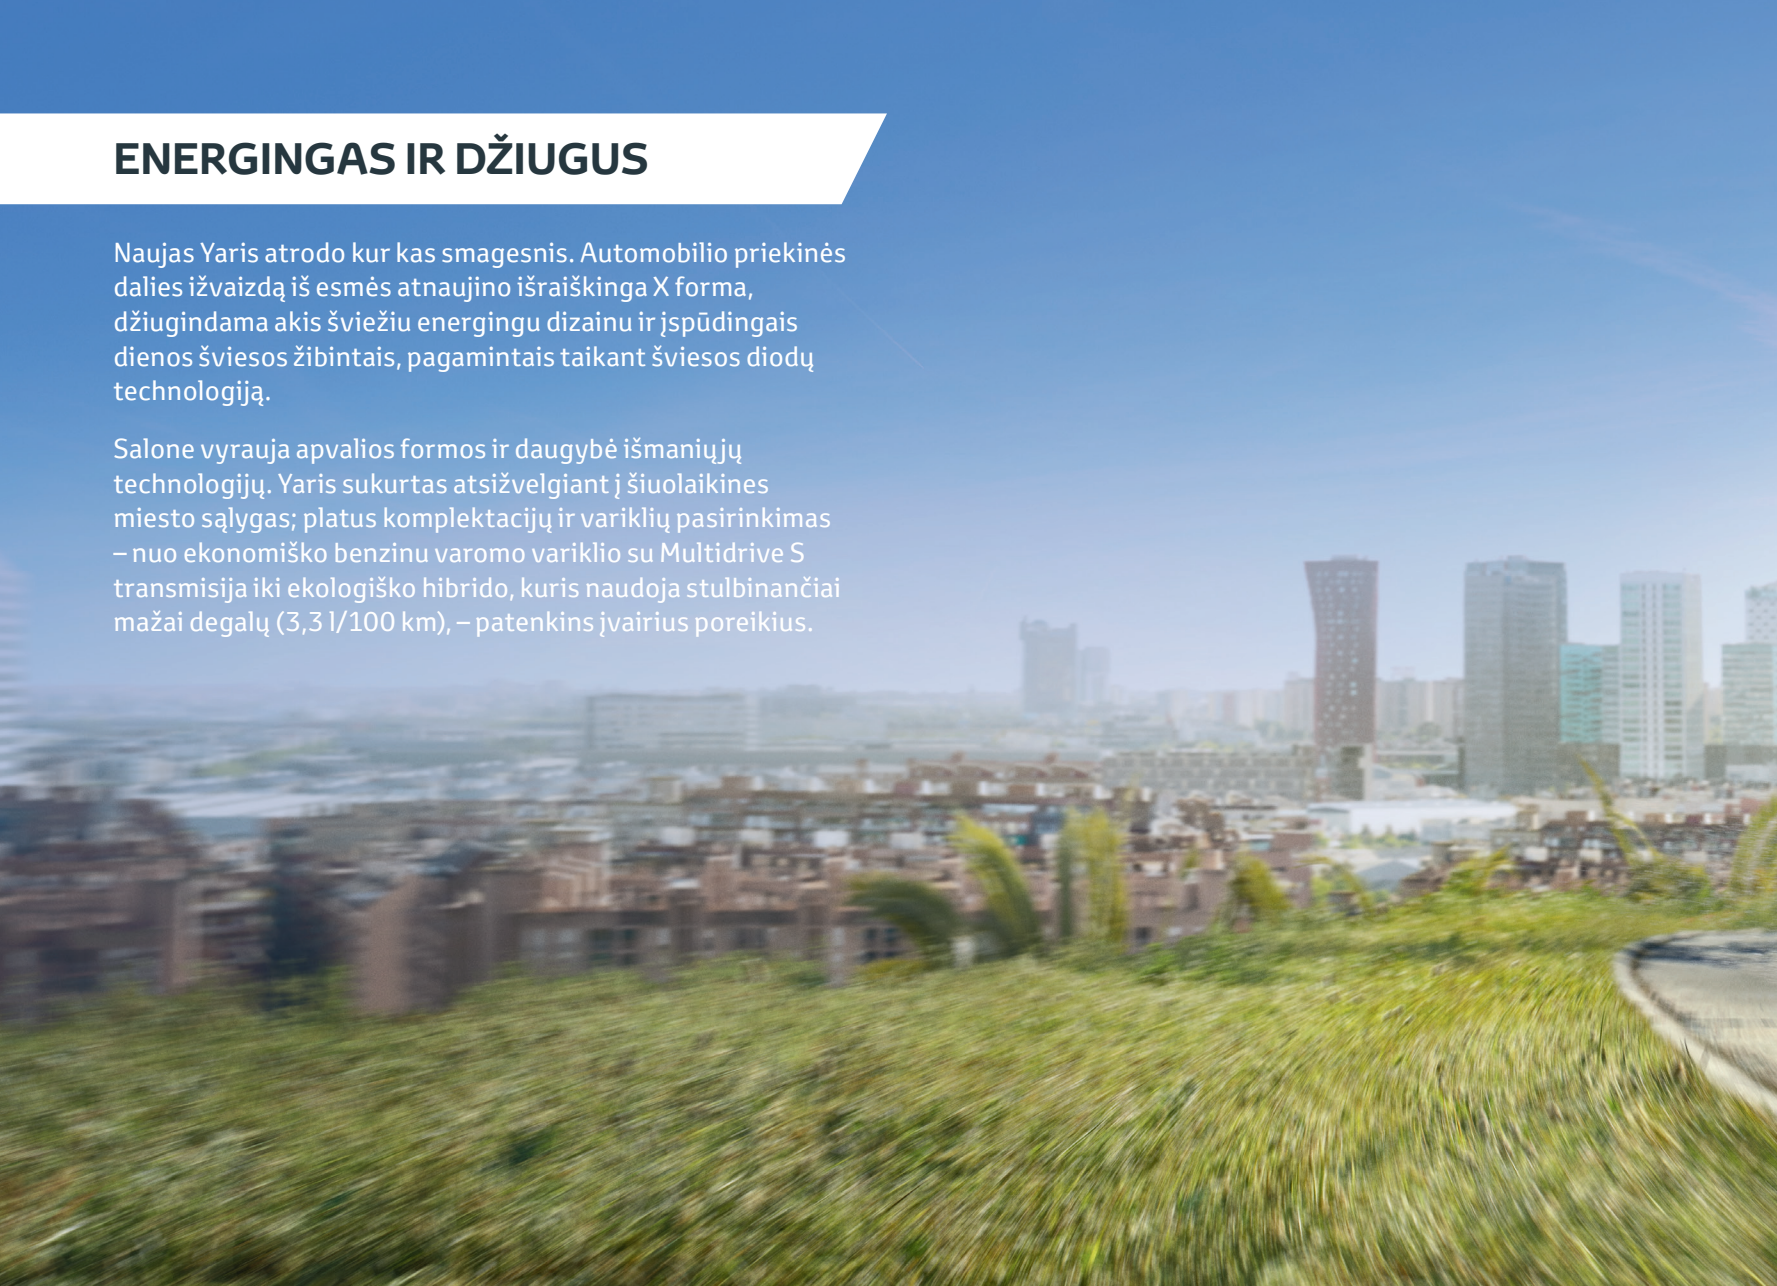 ENERGINGAS IR DŽIUGUS
Naujas Yaris atrodo kur kas smagesnis. Automobilio priekinės
dalies ižvaizdą iš esmės atnaujino išraiškinga X forma,
džiugindama akis šviežiu energingu dizainu ir įspūdingais
dienos šviesos žibintais, pagamintais taikant šviesos diodų
technologiją.
Salone vyrauja apvalios formos ir daugybė išmaniųjų
technologijų. Yaris sukurtas atsižvelgiant į šiuolaikines
miesto sąlygas; platus komplektacijų ir variklių pasirinkimas
– nuo ekonomiško benzinu varomo variklio su Multidrive S
transmisija iki ekologiško hibrido, kuris naudoja stulbinančiai
mažai degalų (3,3 l/100 km), – patenkins įvairius poreikius.